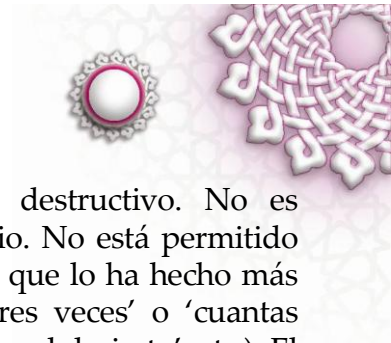 destructivo. No es
io. No está permitido
que lo ha hecho más
res veces’ o ‘cuantas